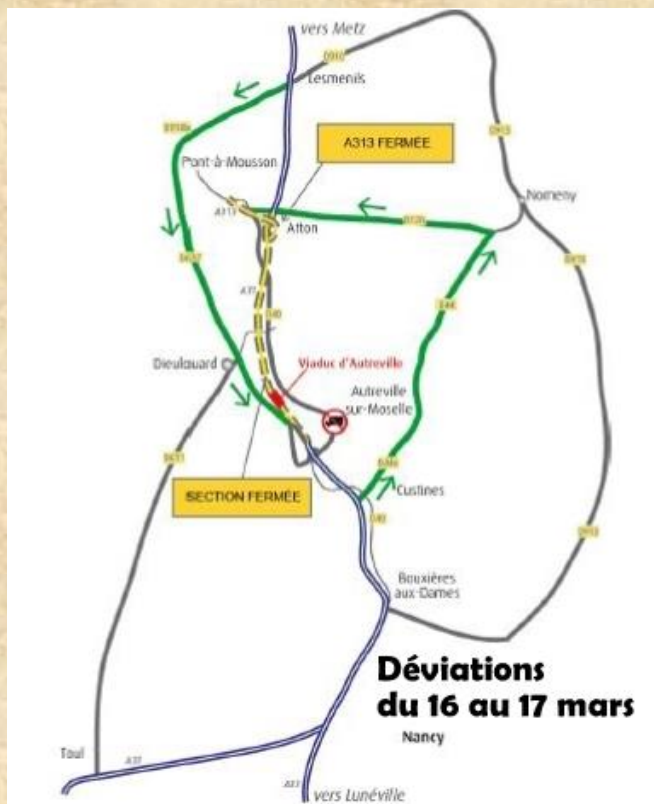 vers Metz
D910
Lesmenils
D910a
A313 FERMÉE
D913
Pont-à-Mousson
A313
Atton
D120
Nomeny
D657
A31
D40
D44
Dieulouard
Viaduc d'Autreville
Autreville
sur-Moselle
D611
SECTION FERMÉE
D44a
Custines
D40
D913
Bouxières
aux-Dames
Déviations
du 16 au 17 mars
Nancy
Toul
A31
A33
vers Lunéville